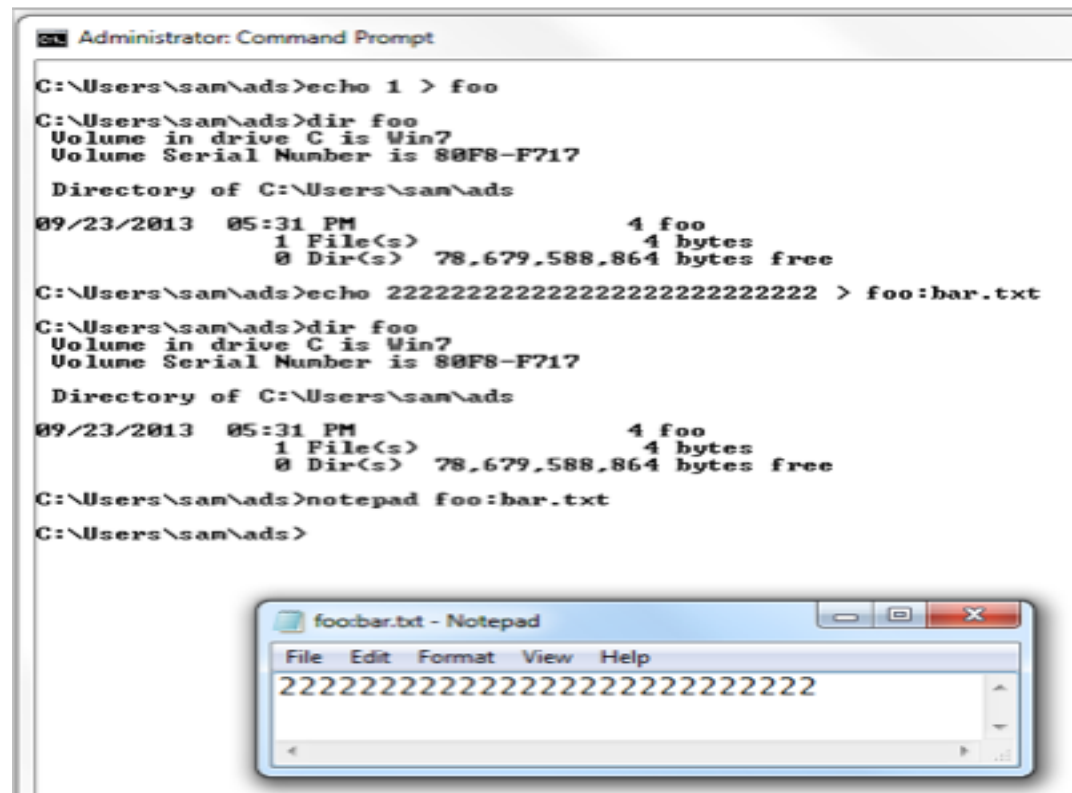 Administrator: Command Prompt
C:\Users\sam\ads>echo 1 > foo
C:\Users\sam\ads>dir foo
Volume in drive C is Win7
Volume Serial Number is 80F8-F717
Directory of C:\Users\sam\ads
09/23/2013 05:31 PM 4 foo
1 File(s) 4 bytes
0 Dir(s) 78,679,588,864 bytes free
C:\Users\sam\ads>echo 222222222222222222222222222 > foo:bar.txt
C:\Users\sam\ads>dir foo
Volume in drive C is Win7
Volume Serial Number is 80F8-F717
Directory of C:\Users\sam\ads
09/23/2013 05:31 PM 4 foo
1 File(s) 4 bytes
0 Dir(s) 78,679,588,864 bytes free
C:\Users\sam\ads>notepad foo:bar.txt
C:\Users\sam\ads>
foo:bar.txt - Notepad
File Edit Format View Help
222222222222222222222222222